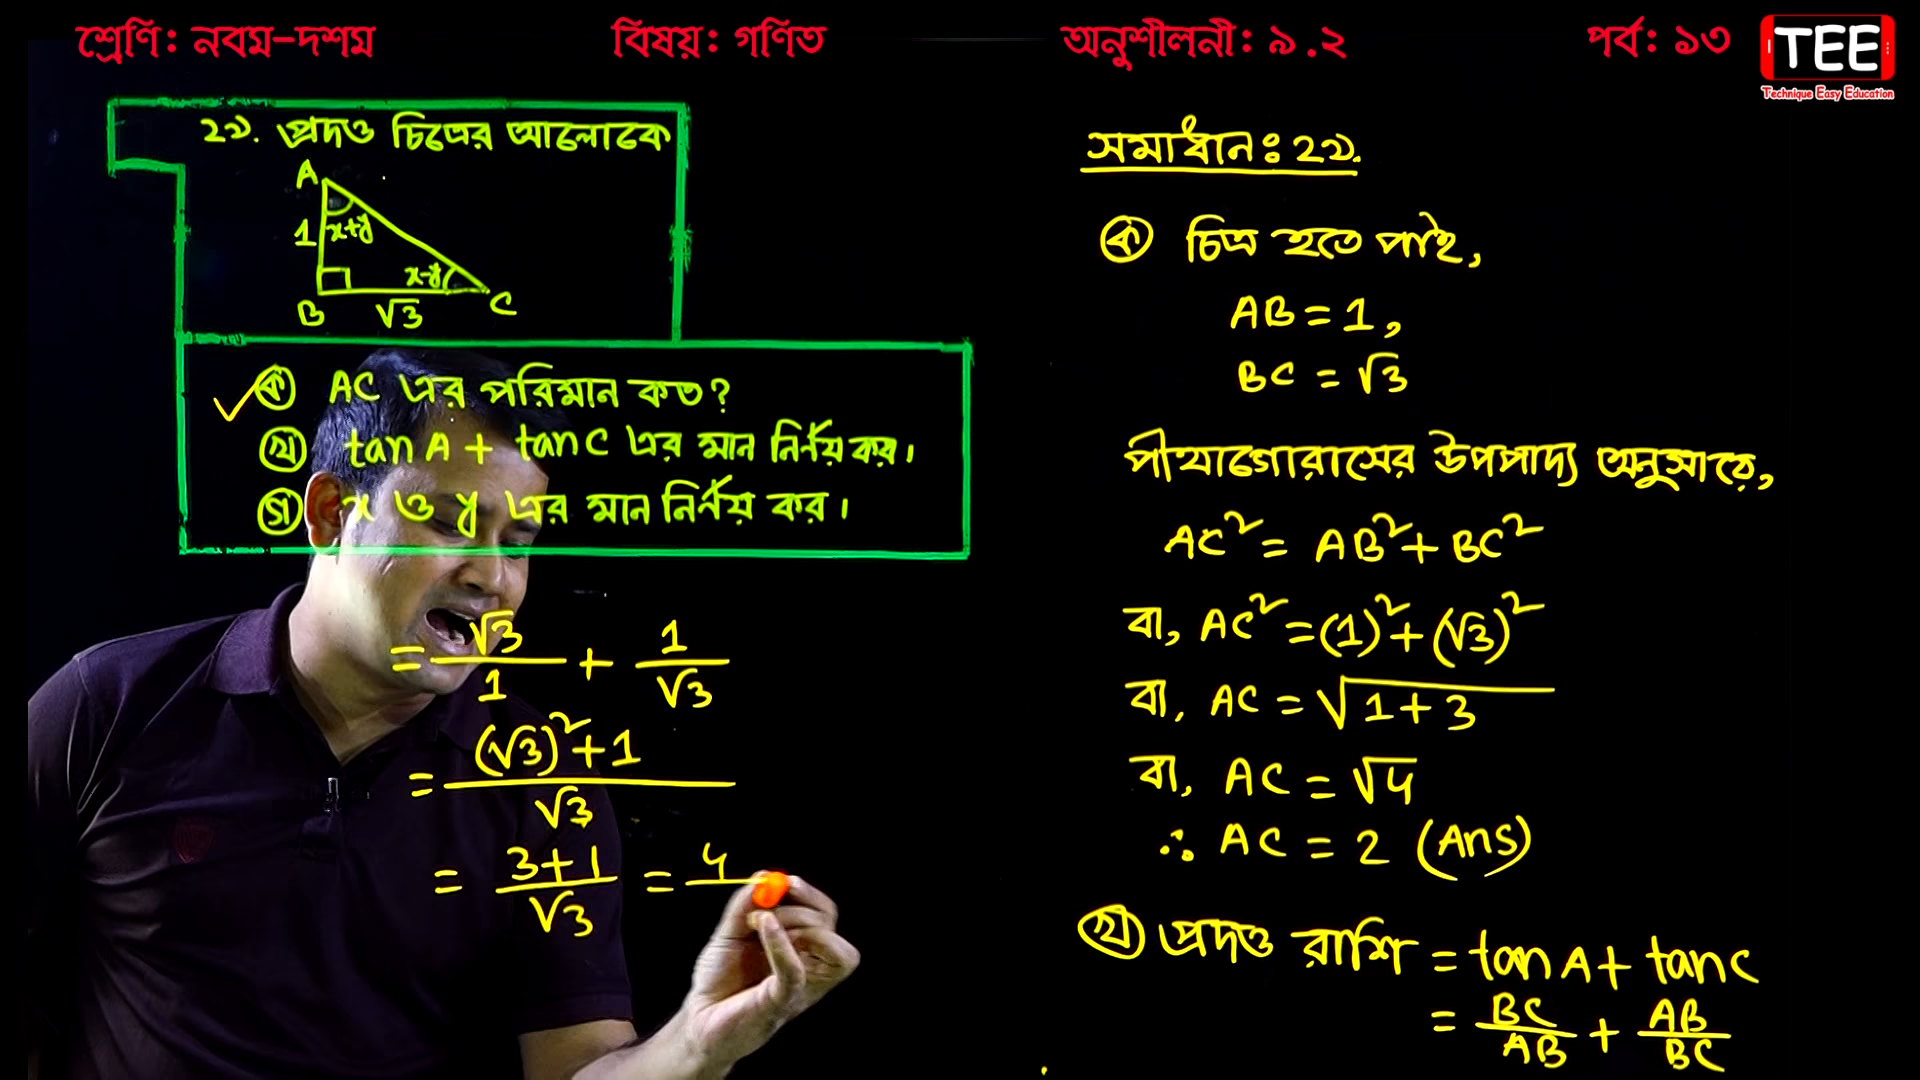 শ্রেণি: নবম-দশম
বিষয়: গণিত
অনুশীলনী: ৯.২
পর্ব: ১৩
TEE
Technique Easy Education
২৯. প্রদত্ত চিত্রের আলোকে
A
1 x+y
x-y
B √3 C
ক AC এর পরিমান কত?
খ tan A + tan C এর মান নির্ণয় কর।
গ x ও y এর মান নির্ণয় কর।
= √3/1 + 1/√3
= (√3)²+1/√3
= 3+1/√3 = 4
সমাধান: ২৯.
ক চিত্র হতে পাই,
AB = 1,
BC = √3
পীথাগোরাসের উপপাদ্য অনুসারে,
AC² = AB² + BC²
বা, AC² = (1)² + (√3)²
বা, AC = √1+3
বা, AC = √4
∴ AC = 2 (Ans)
খ প্রদত্ত রাশি = tan A + tan C
= BC/AB + AB/BC